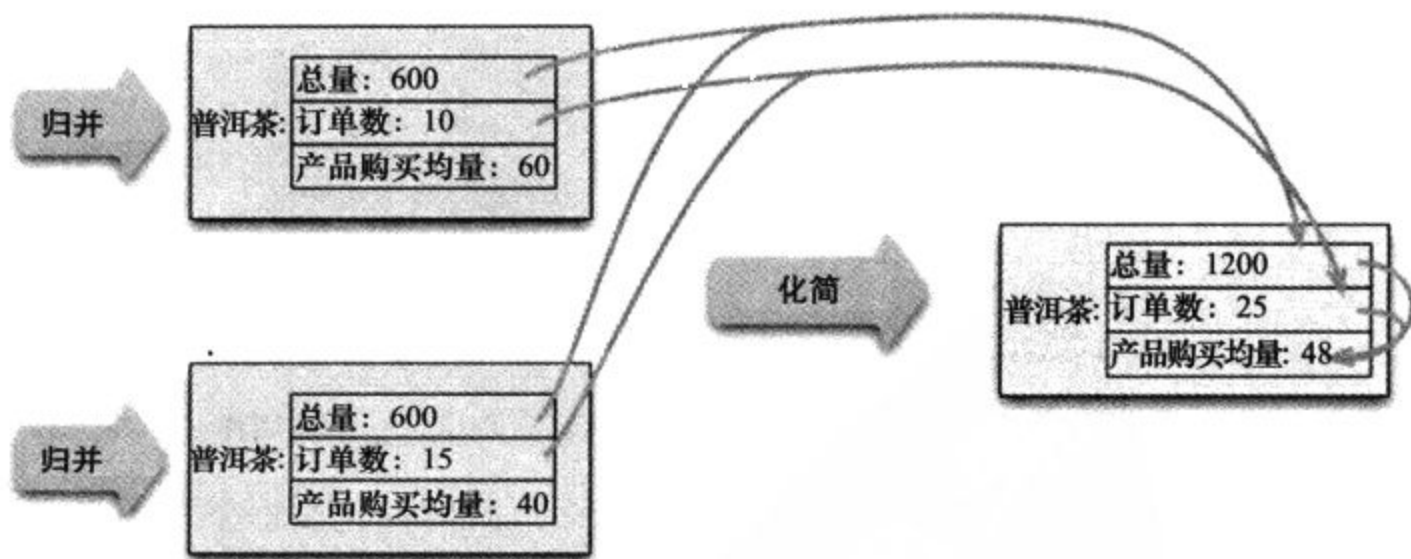 归并
普洱茶:
总量：600
订单数：10
产品购买均量：60
化简
普洱茶:
总量：1200
订单数：25
产品购买均量: 48
归并
普洱茶:
总量：600
订单数：15
产品购买均量：40